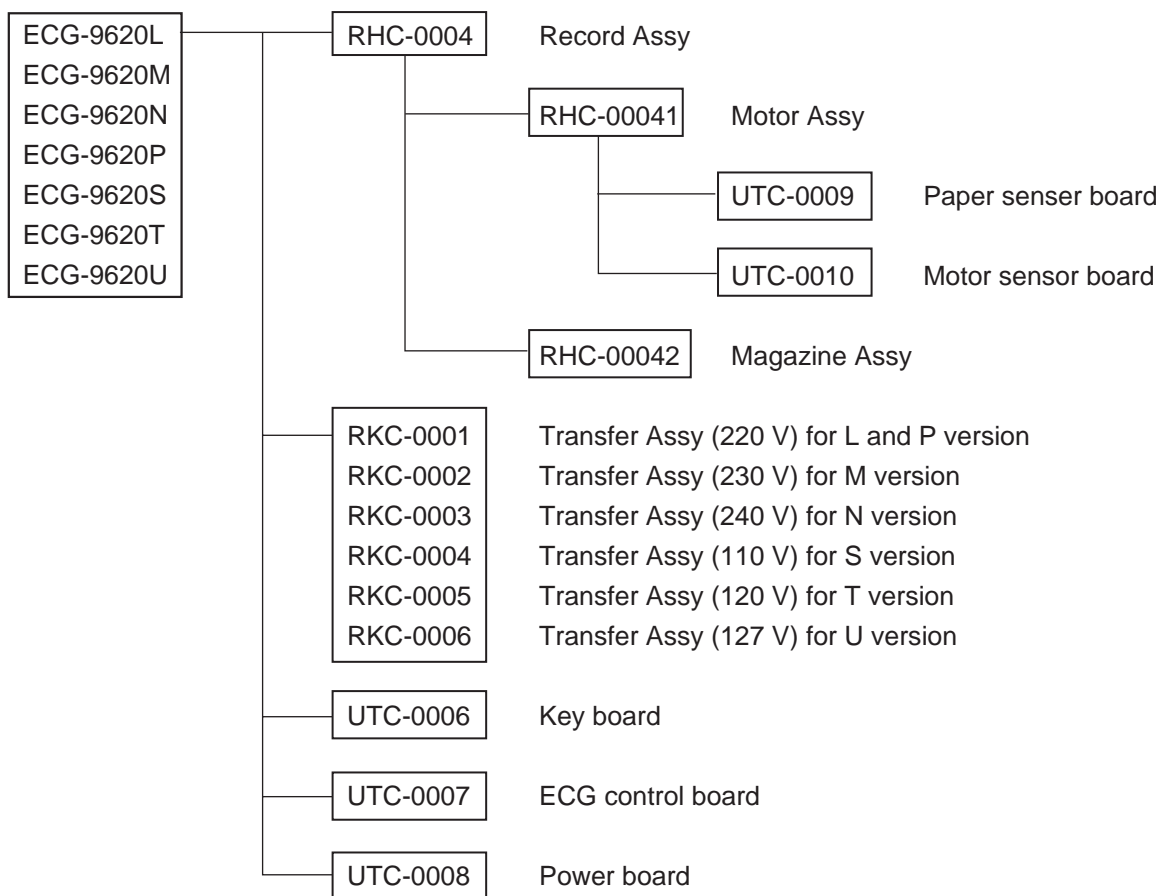 ECG-9620L
ECG-9620M
ECG-9620N
ECG-9620P
ECG-9620S
ECG-9620T
ECG-9620U
RHC-0004 Record Assy
RHC-00041 Motor Assy
UTC-0009 Paper senser board
UTC-0010 Motor sensor board
RHC-00042 Magazine Assy
RKC-0001 Transfer Assy (220 V) for L and P version
RKC-0002 Transfer Assy (230 V) for M version
RKC-0003 Transfer Assy (240 V) for N version
RKC-0004 Transfer Assy (110 V) for S version
RKC-0005 Transfer Assy (120 V) for T version
RKC-0006 Transfer Assy (127 V) for U version
UTC-0006 Key board
UTC-0007 ECG control board
UTC-0008 Power board